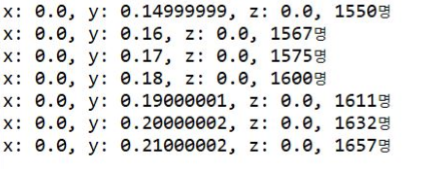 x: 0.0, y: 0.14999999, z: 0.0, 1550명
x: 0.0, y: 0.16, z: 0.0, 1567명
x: 0.0, y: 0.17, z: 0.0, 1575명
x: 0.0, y: 0.18, z: 0.0, 1600명
x: 0.0, y: 0.19000001, z: 0.0, 1611명
x: 0.0, y: 0.20000002, z: 0.0, 1632명
x: 0.0, y: 0.21000002, z: 0.0, 1657명